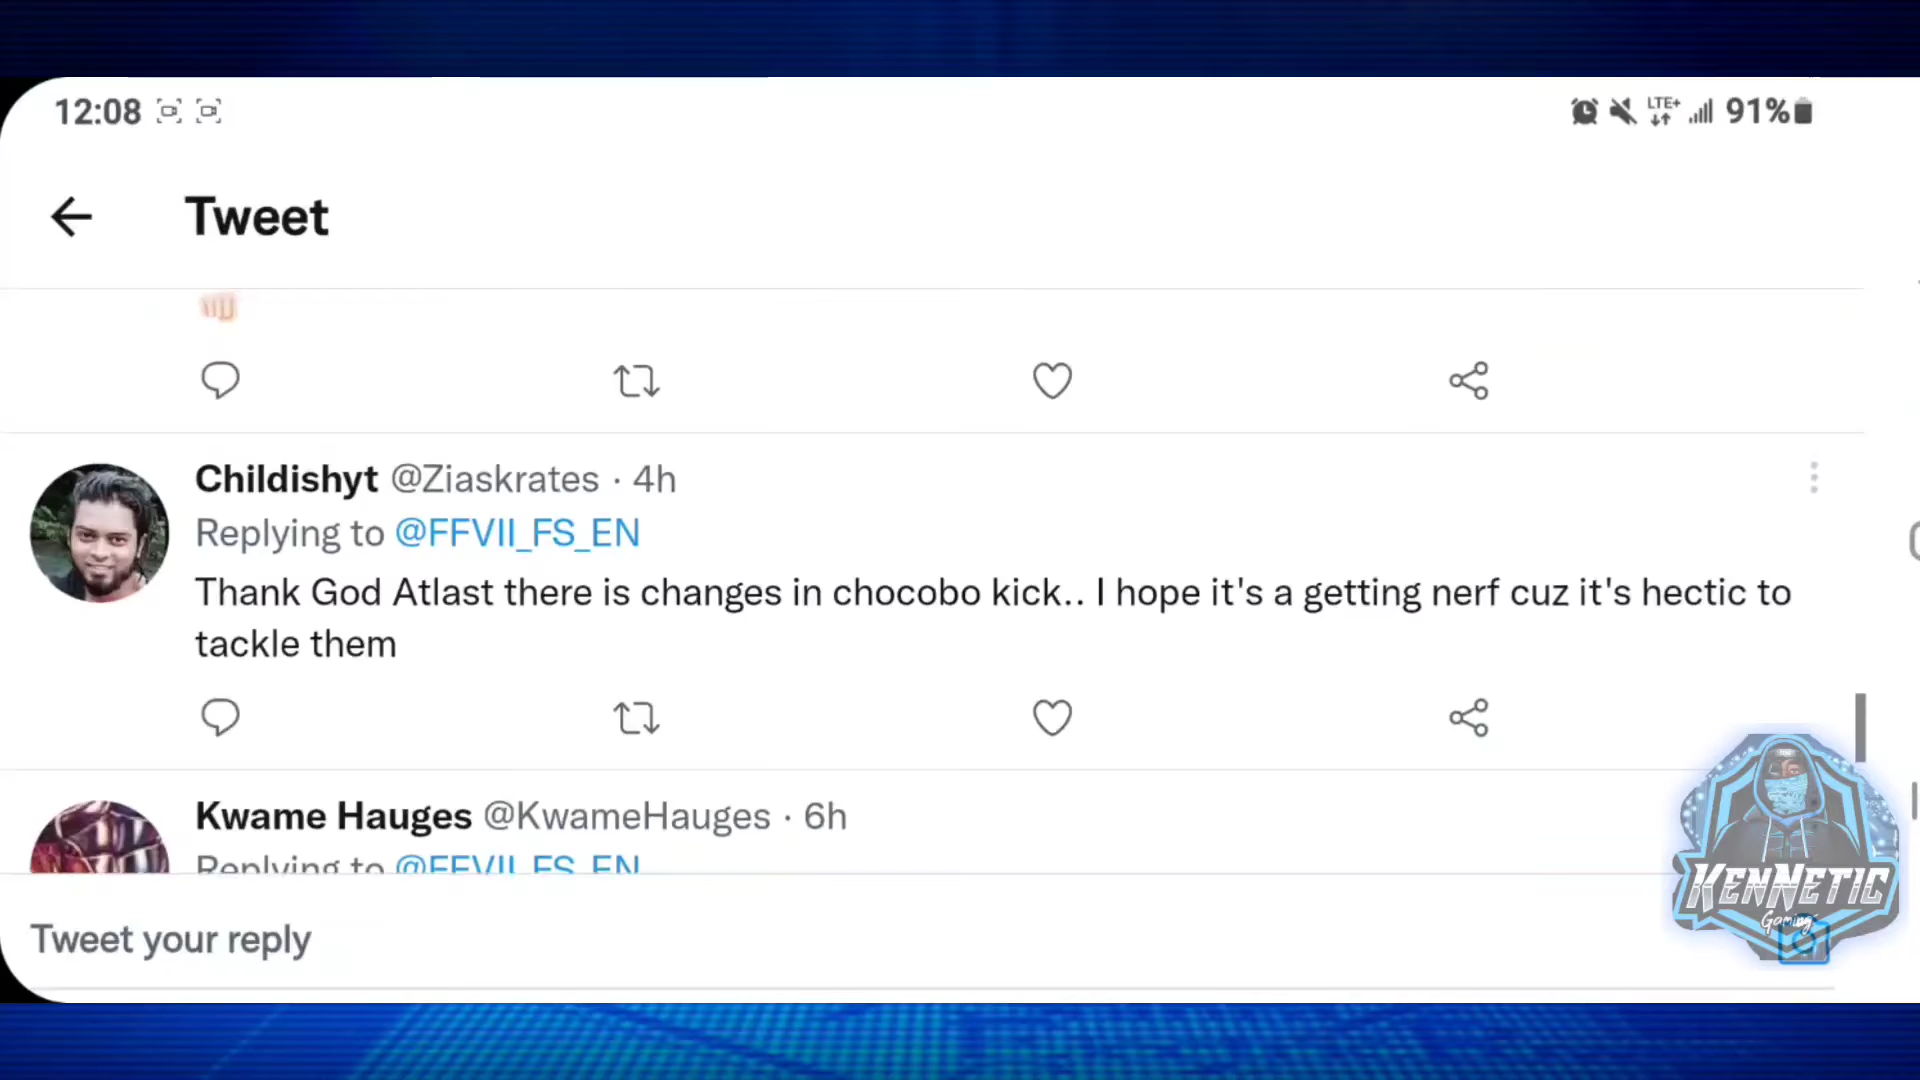 12:08
LTE+ 91%
Tweet
Childishyt @Ziaskrates · 4h
Replying to @FFVII_FS_EN
Thank God Atlast there is changes in chocobo kick.. I hope it's a getting nerf cuz it's hectic to
tackle them
Kwame Hauges @KwameHauges · 6h
Replying to @FFVII_FS_EN
KENNETIC
Gaming
Tweet your reply